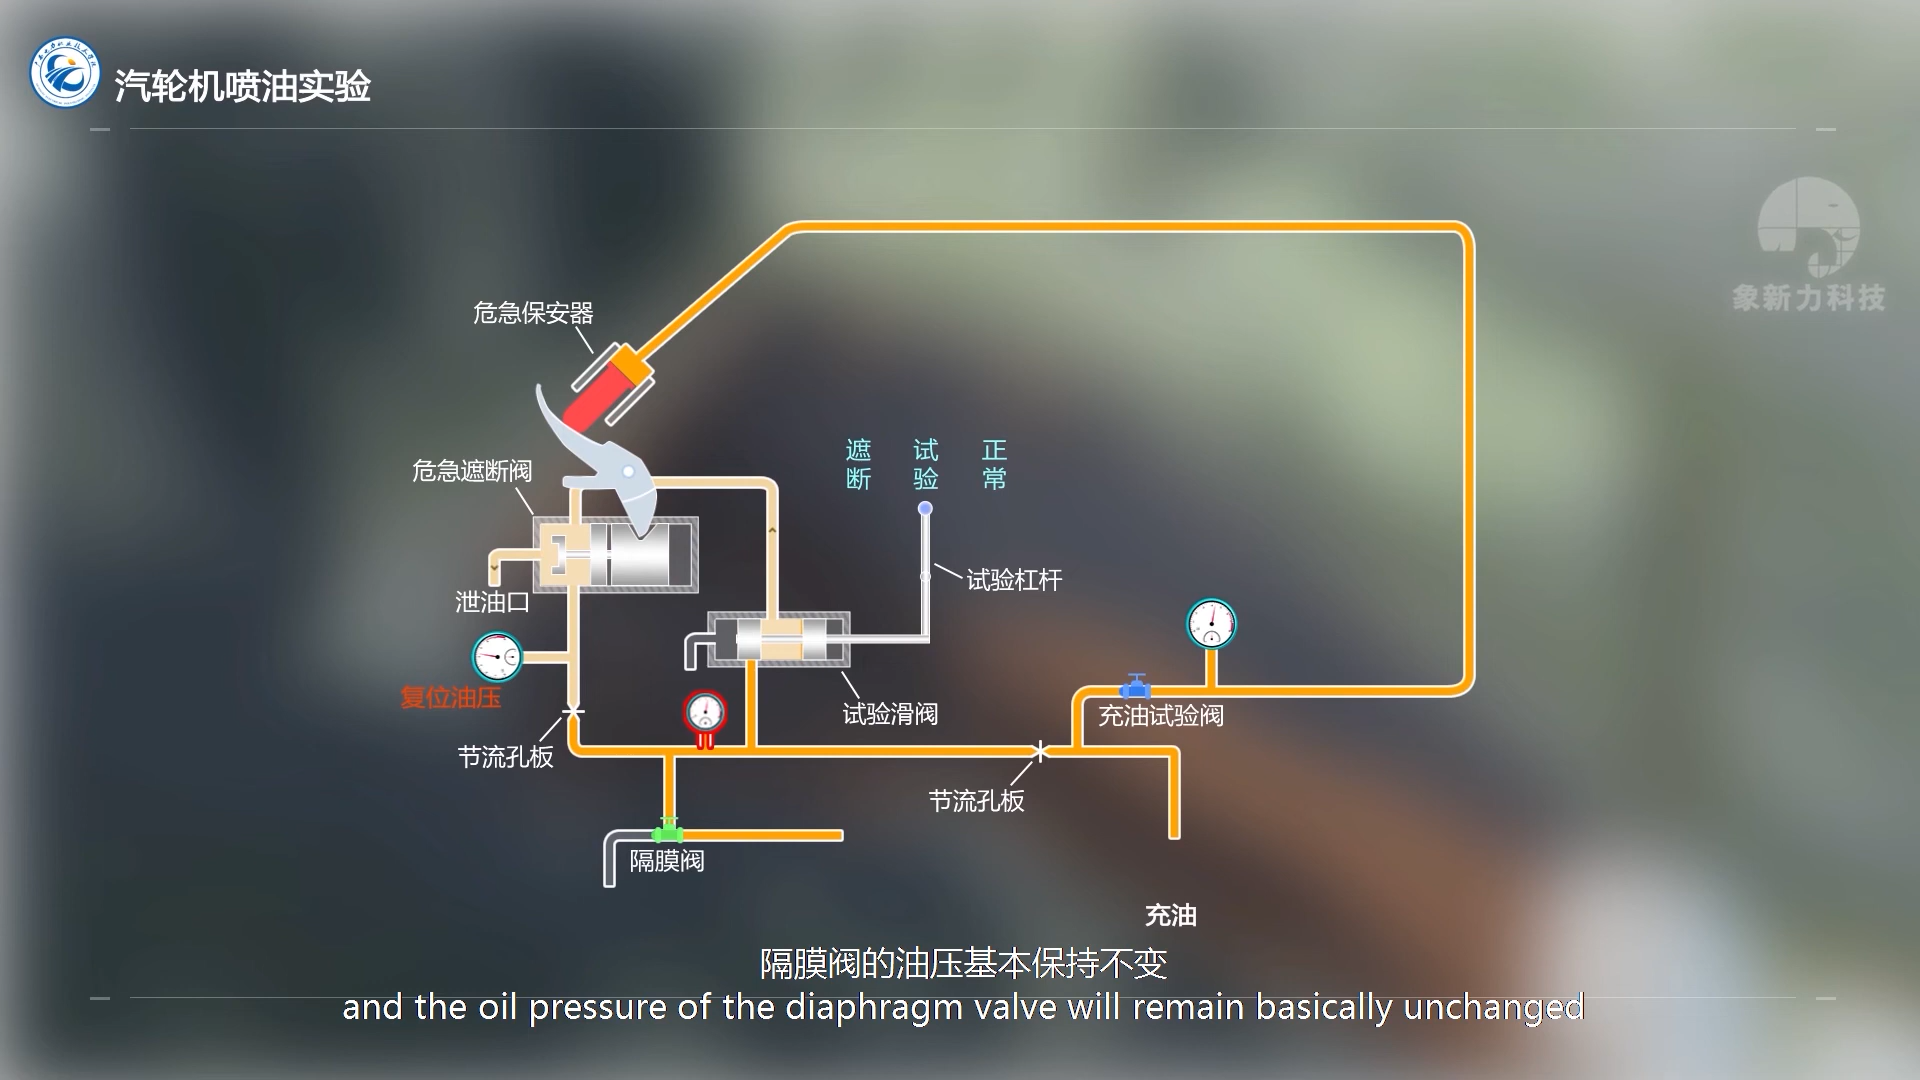 汽轮机喷油实验
象新力科技
危急保安器
危急遮断阀
遮断
试验
正常
试验杠杆
泄油口
复位油压
试验滑阀
充油试验阀
节流孔板
节流孔板
隔膜阀
充油
隔膜阀的油压基本保持不变
and the oil pressure of the diaphragm valve will remain basically unchanged